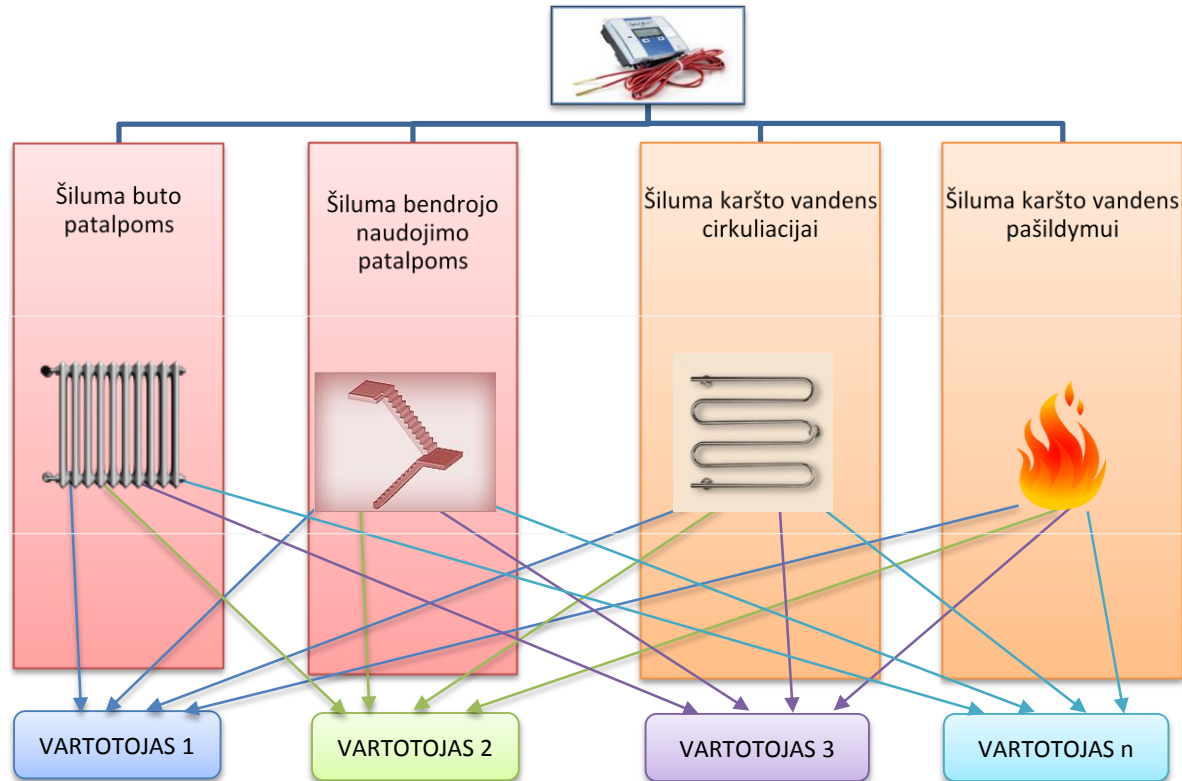 Šiluma buto
patalpoms
Šiluma bendrojo
naudojimo
patalpoms
Šiluma karšto vandens
cirkuliacijai
Šiluma karšto vandens
pašildymui
VARTOTOJAS 1
VARTOTOJAS 2
VARTOTOJAS 3
VARTOTOJAS n